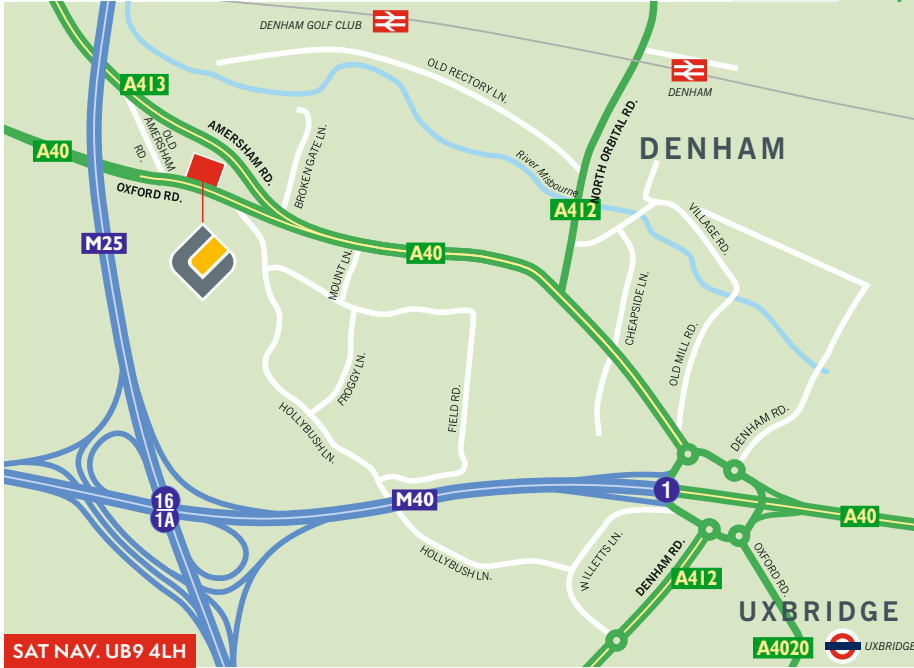 DENHAM GOLF CLUB
OLD RECTORY LN.
DENHAM
A413
OLD
AMERSHAM
RD.
AMERSHAM RD.
BROKENGATE LN.
NORTH ORBITAL RD.
DENHAM
A40
River Misbourne
OXFORD RD.
A412
VILLAGE RD.
M25
A40
MOUNT LN.
CHEAPSIDE LN.
OLD MILL RD.
FROGGY LN.
FIELD RD.
HOLLYBUSH LN.
DENHAM RD.
16
1A
M40
1
A40
HOLLYBUSH LN.
WILLETTS LN.
DENHAM RD.
A412
OXFORD RD.
UXBRIDGE
SAT NAV. UB9 4LH
A4020
UXBRIDGE